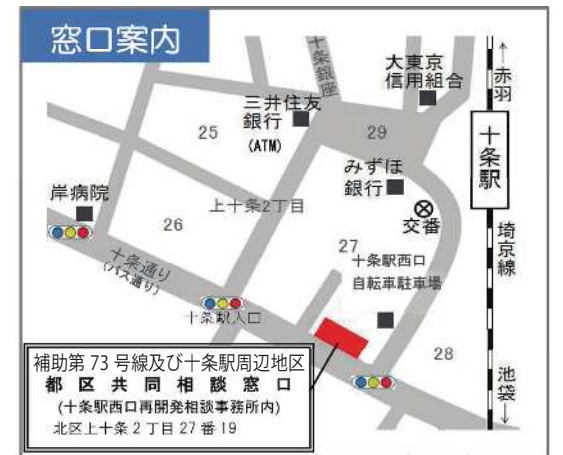 窓口案内
十条銀座
大東京
信用組合
↑
赤羽
三井住友
銀行
(ATM)
25
29
十条駅
みずほ
銀行
岸病院
上十条2丁目
交番
26
27
埼京線
十条通り
(バス通り)
十条駅西口
自転車駐車場
十条駅入口
28
池袋
↓
補助第73号線及び十条駅周辺地区
都区共同相談窓口
(十条駅西口再開発相談事務所内)
北区上十条2丁目27番19